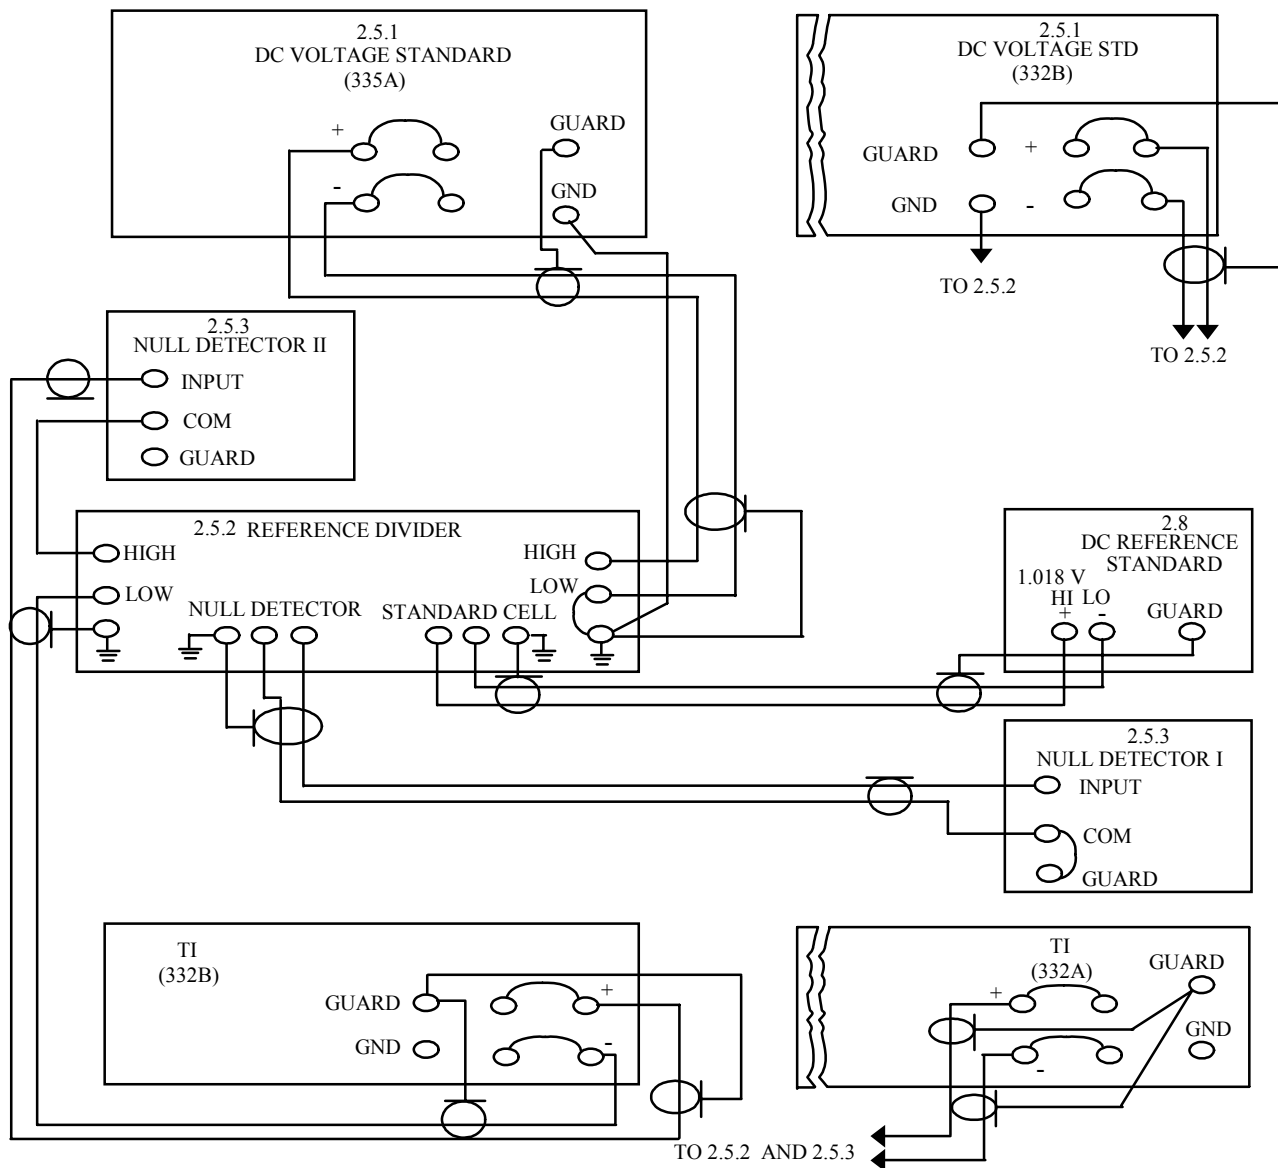 2.5.1
DC VOLTAGE STANDARD
(335A)
+
-
GUARD
GND
2.5.1
DC VOLTAGE STD
(332B)
GUARD
+
GND
-
TO 2.5.2
TO 2.5.2
2.5.3
NULL DETECTOR II
INPUT
COM
GUARD
2.5.2 REFERENCE DIVIDER
HIGH
LOW
NULL DETECTOR
STANDARD CELL
HIGH
LOW
2.8
DC REFERENCE
STANDARD
1.018 V
HI LO
+ -
GUARD
2.5.3
NULL DETECTOR I
INPUT
COM
GUARD
TI
(332B)
GUARD
+
GND
-
TI
(332A)
GUARD
+
GND
-
TO 2.5.2 AND 2.5.3